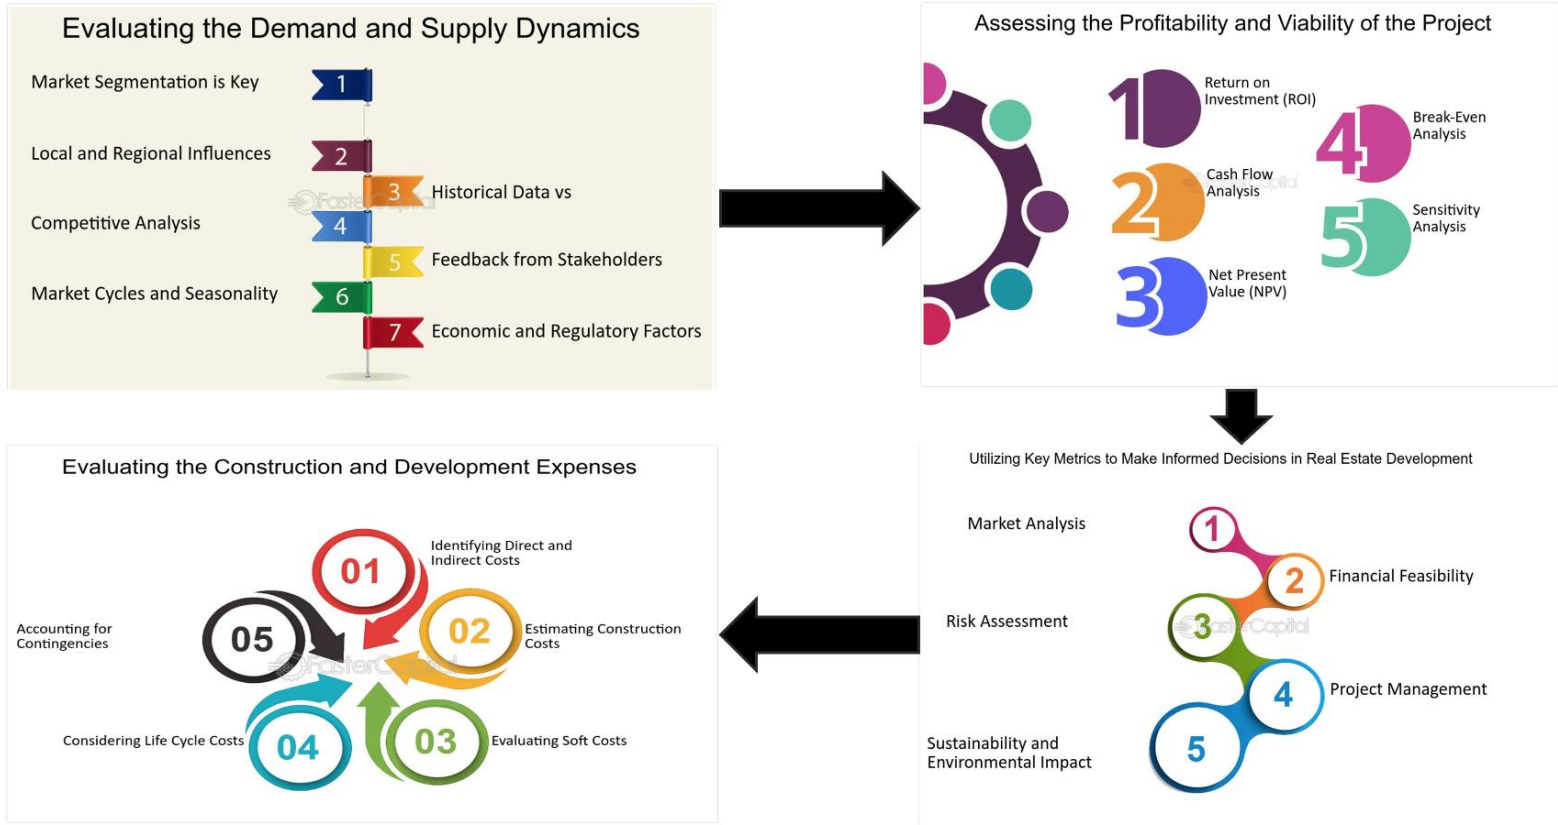 Evaluating the Demand and Supply Dynamics
Market Segmentation is Key
1
Local and Regional Influences
2
3
Historical Data vs
FasterCapital
Competitive Analysis
4
5
Feedback from Stakeholders
Market Cycles and Seasonality
6
7
Economic and Regulatory Factors
Assessing the Profitability and Viability of the Project
1
Return on
Investment (ROI)
2
Cash Flow
Analysis
FasterCapital
3
Net Present
Value (NPV)
4
Break-Even
Analysis
5
Sensitivity
Analysis
Utilizing Key Metrics to Make Informed Decisions in Real Estate Development
Market Analysis
1
2
Financial Feasibility
Risk Assessment
3
FasterCapital
4
Project Management
Sustainability and
Environmental Impact
5
Evaluating the Construction and Development Expenses
01
Identifying Direct and
Indirect Costs
02
Estimating Construction
Costs
03
Evaluating Soft Costs
Considering Life Cycle Costs
04
Accounting for
Contingencies
05
FasterCapital